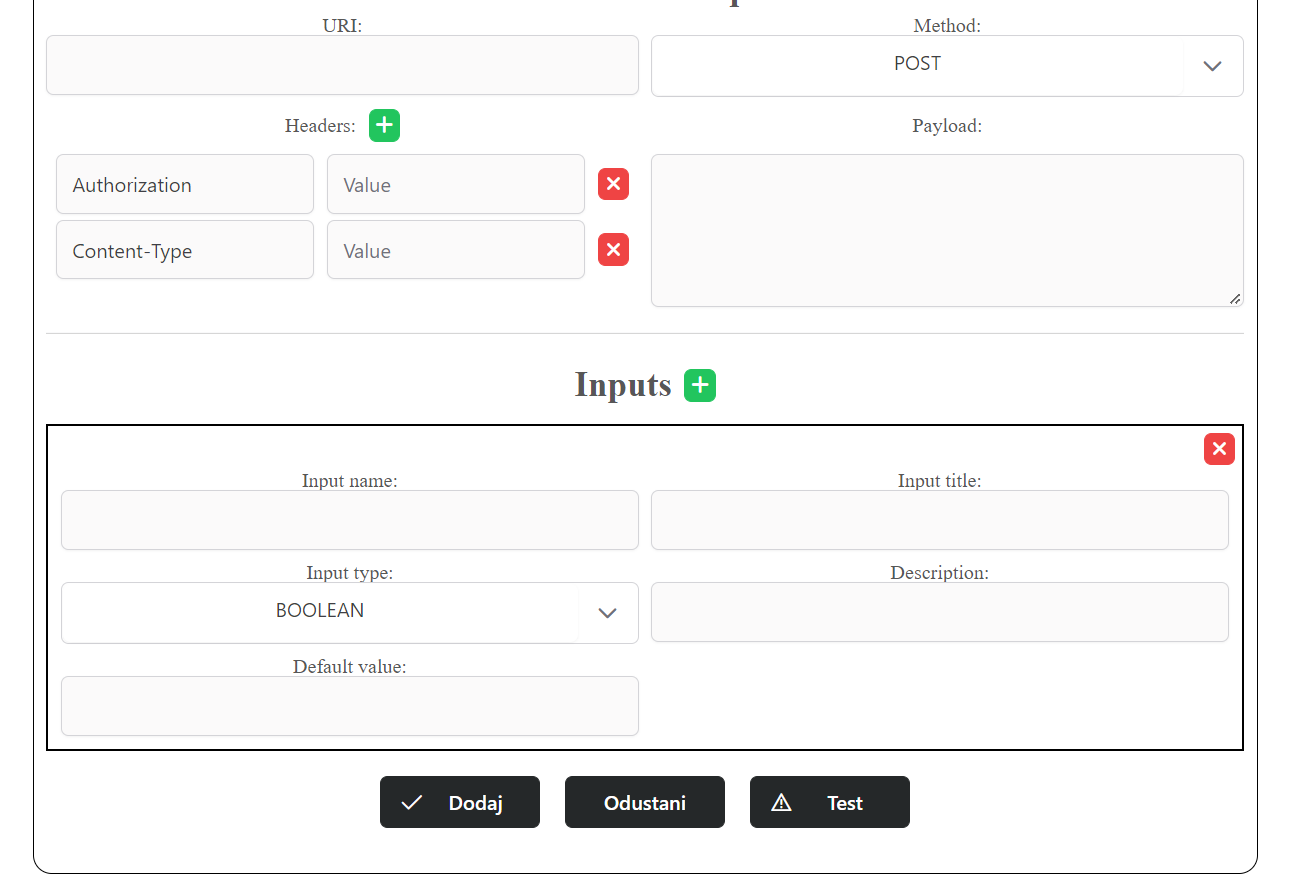 URI:
Method:
POST
Headers:
Payload:
Authorization
Value
Content-Type
Value
Inputs
Input name:
Input title:
Input type:
Description:
BOOLEAN
Default value:
Dodaj
Odustani
Test